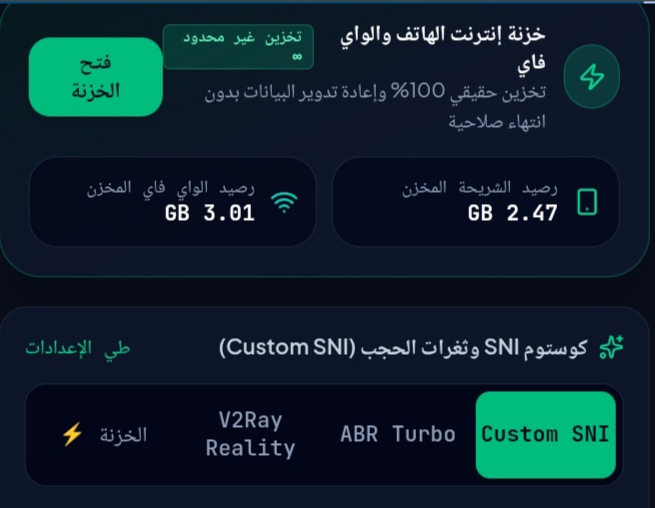 خزنة إنترنت الهاتف والواي
فاي
تخزين غير محدود
∞
تخزين حقيقي 100% وإعادة تدوير البيانات بدون
انتهاء صلاحية
فتح
الخزنة
رصيد الشريحة المخزن
2.47 GB
رصيد الواي فاي المخزن
3.01 GB
كوستوم SNI وثغرات الحجب (Custom SNI)
طي الإعدادات
Custom SNI
ABR Turbo
V2Ray
Reality
الخزنة ⚡